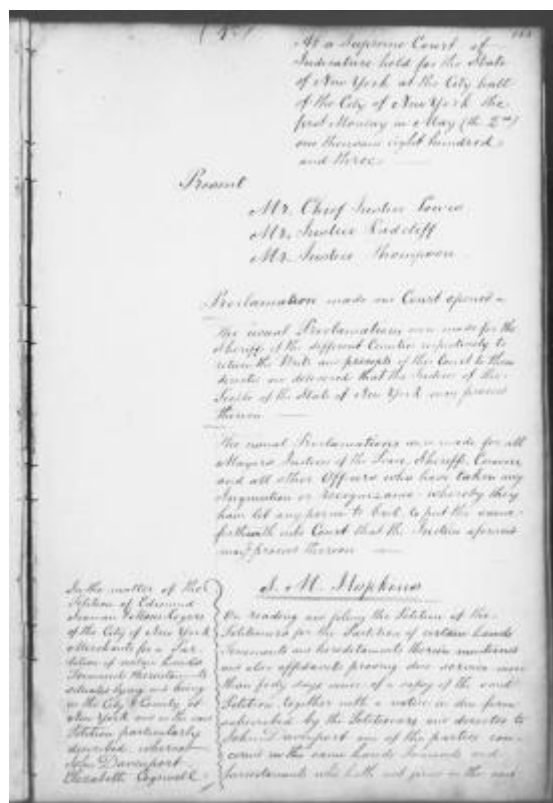 At a Supreme Court of
Judicature held for the State
of New York at the City hall
of the City of New York the
first Monday in May (the 2nd)
one thousand eight hundred
and three
Present
Mr. Chief Justice Lewis
Mr. Justice Radcliff
Mr. Justice Thompson
Proclamation made and Court opened
The usual Proclamations were made for the
Sheriffs of the different Counties respectively to
return the Writs and precepts of this Court to them
directed and delivered that the Justices of the
People of the State of New York may proceed
thereon
The usual Proclamations were made for all
Mayors Justices of the Peace, Sheriffs, Coroners
and all other Officers who have taken any
Inquisition or Recognizance whereby they
have let any person to bail to put the same
forthwith into Court that the Justices aforesaid
may proceed thereon
In the matter of the
Petition of Edmund
Seaman Moses Rogers
of the City of New York
Merchants for a Par-
tition of certain Lands
Tenements
situated lying and being
in the City & County of
New York and in the said
Petition particularly
described whereof
John Davenport
Elizabeth Cogswell &
S. M. Hopkins
On reading and filing the Petition of the
Petitioners for the Partition of certain Lands
Tenements and hereditaments therein mentioned
and also affidavits proving due service more
than forty days since of a copy of the said
Petition together with a notice in due form
subscribed by the Petitioners and directed to
John Davenport one of the parties con-
cerned in the same Lands Tenements and
hereditaments who hath not given in the said